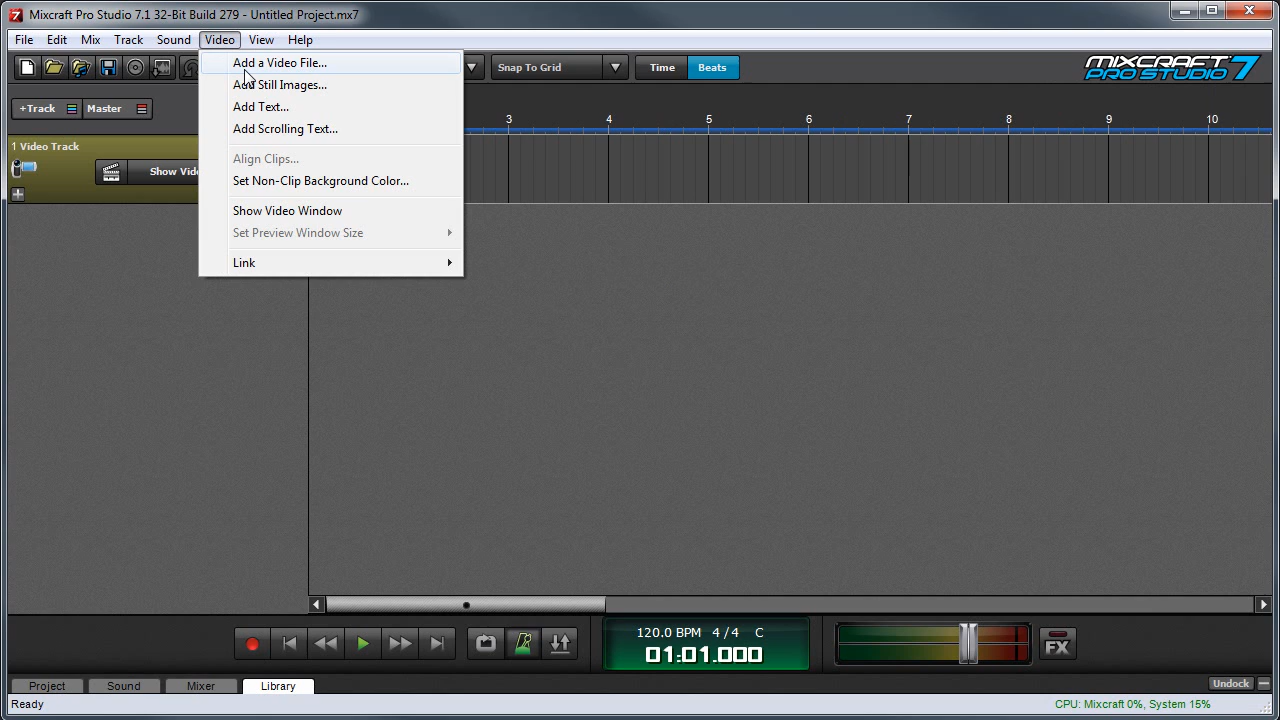 Mixcraft Pro Studio 7.1 32-Bit Build 279 - Untitled Project.mx7
File Edit Mix Track Sound Video View Help
Add a Video File...
Add Still Images...
Add Text...
Add Scrolling Text...
Align Clips...
Set Non-Clip Background Color...
Show Video Window
Set Preview Window Size
Link
Snap To Grid
Time Beats
MIXCRAFT 7
PRO STUDIO
+Track Master
3 4 5 6 7 8 9 10
1 Video Track
Show Vid
120.0 BPM 4 / 4 C
01:01.000
FX
Project Sound Mixer Library
Undock
Ready
CPU: Mixcraft 0%, System 15%